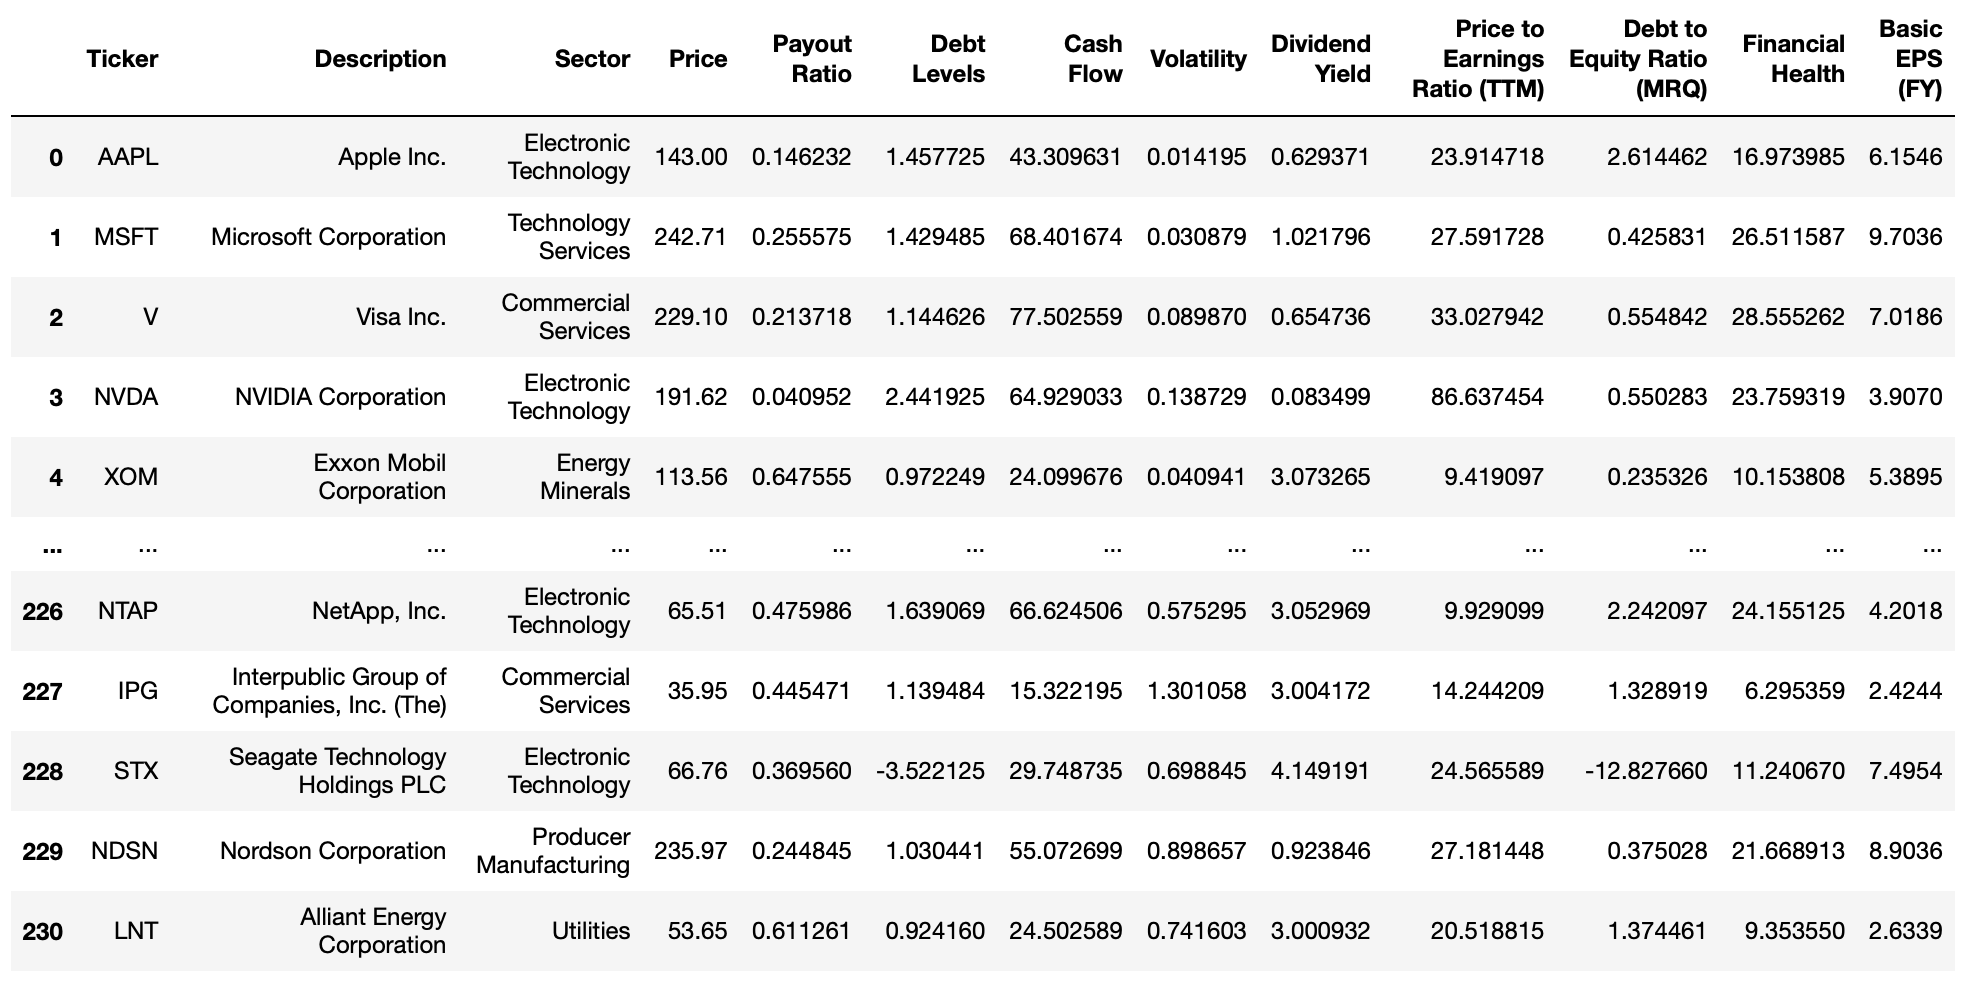 Ticker Description Sector Price Payout Ratio Debt Levels Cash Flow Volatility Dividend Yield Price to Earnings Ratio (TTM) Debt to Equity Ratio (MRQ) Financial Health Basic EPS (FY)
0 AAPL Apple Inc. Electronic Technology 143.00 0.146232 1.457725 43.309631 0.014195 0.629371 23.914718 2.614462 16.973985 6.1546
1 MSFT Microsoft Corporation Technology Services 242.71 0.255575 1.429485 68.401674 0.030879 1.021796 27.591728 0.425831 26.511587 9.7036
2 V Visa Inc. Commercial Services 229.10 0.213718 1.144626 77.502559 0.089870 0.654736 33.027942 0.554842 28.555262 7.0186
3 NVDA NVIDIA Corporation Electronic Technology 191.62 0.040952 2.441925 64.929033 0.138729 0.083499 86.637454 0.550283 23.759319 3.9070
4 XOM Exxon Mobil Corporation Energy Minerals 113.56 0.647555 0.972249 24.099676 0.040941 3.073265 9.419097 0.235326 10.153808 5.3895
... ... ... ... ... ... ... ... ... ... ... ... ... ...
226 NTAP NetApp, Inc. Electronic Technology 65.51 0.475986 1.639069 66.624506 0.575295 3.052969 9.929099 2.242097 24.155125 4.2018
227 IPG Interpublic Group of Companies, Inc. (The) Commercial Services 35.95 0.445471 1.139484 15.322195 1.301058 3.004172 14.244209 1.328919 6.295359 2.4244
228 STX Seagate Technology Holdings PLC Electronic Technology 66.76 0.369560 -3.522125 29.748735 0.698845 4.149191 24.565589 -12.827660 11.240670 7.4954
229 NDSN Nordson Corporation Producer Manufacturing 235.97 0.244845 1.030441 55.072699 0.898657 0.923846 27.181448 0.375028 21.668913 8.9036
230 LNT Alliant Energy Corporation Utilities 53.65 0.611261 0.924160 24.502589 0.741603 3.000932 20.518815 1.374461 9.353550 2.6339